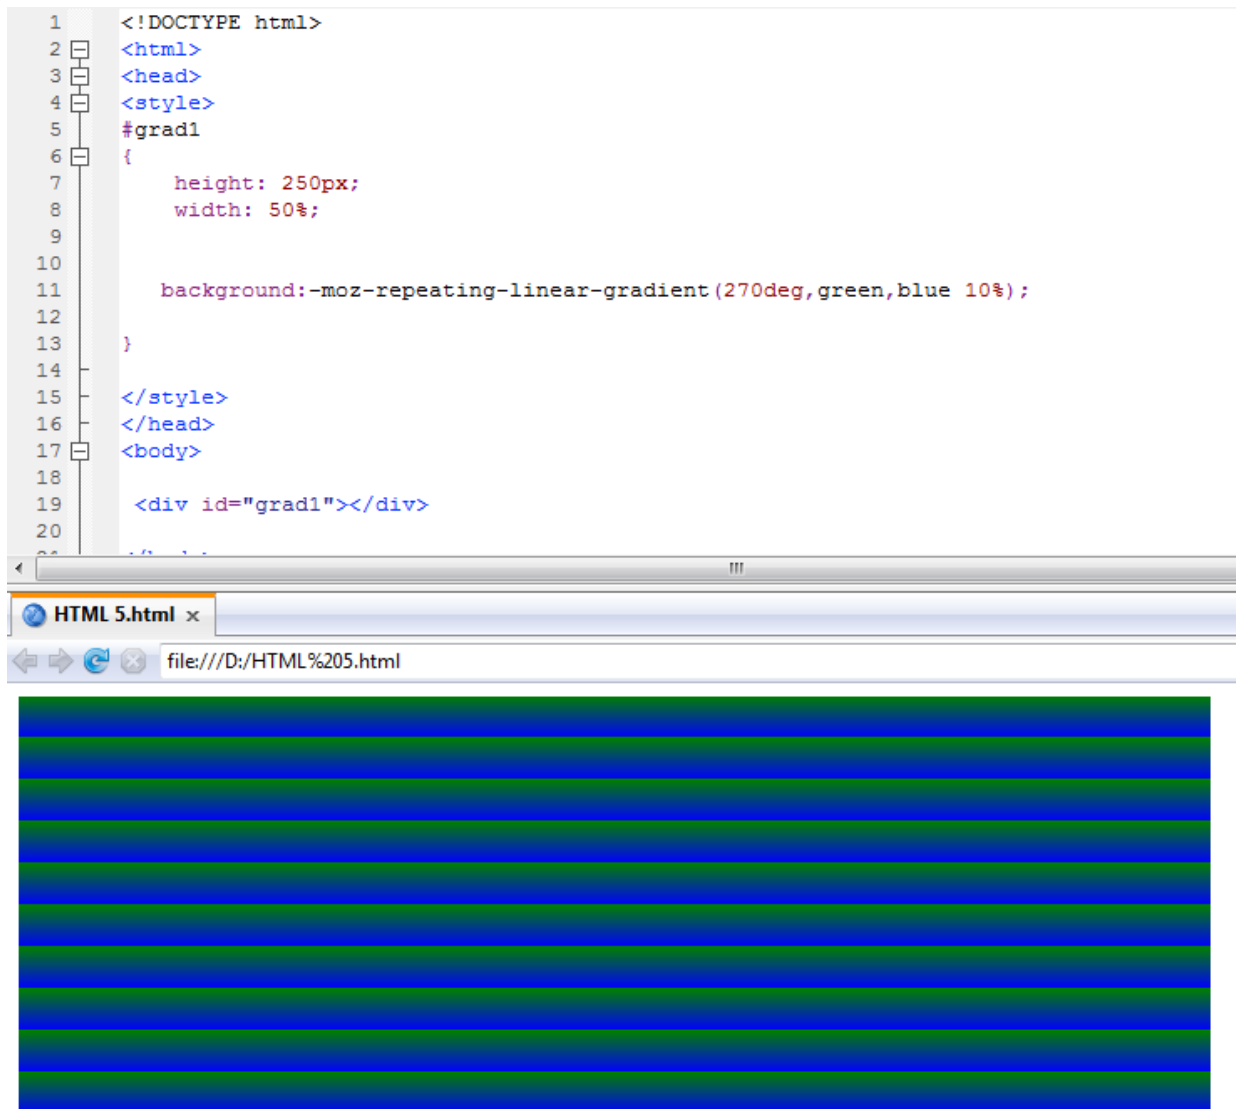 1 <!DOCTYPE html>
2 <html>
3 <head>
4 <style>
5 #grad1
6 {
7 height: 250px;
8 width: 50%;
9
10
11 background:-moz-repeating-linear-gradient(270deg,green,blue 10%);
12
13 }
14
15 </style>
16 </head>
17 <body>
18
19 <div id="grad1"></div>
20
HTML 5.html x
file:///D:/HTML%205.html